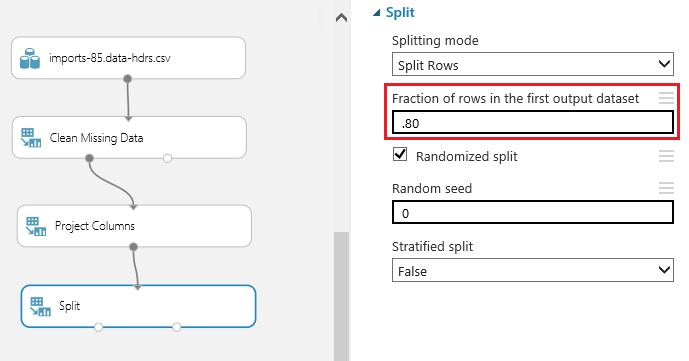 imports-85.data-hdrs.csv
Clean Missing Data
Project Columns
Split
Split
Splitting mode
Split Rows
Fraction of rows in the first output dataset
.80
Randomized split
Random seed
0
Stratified split
False